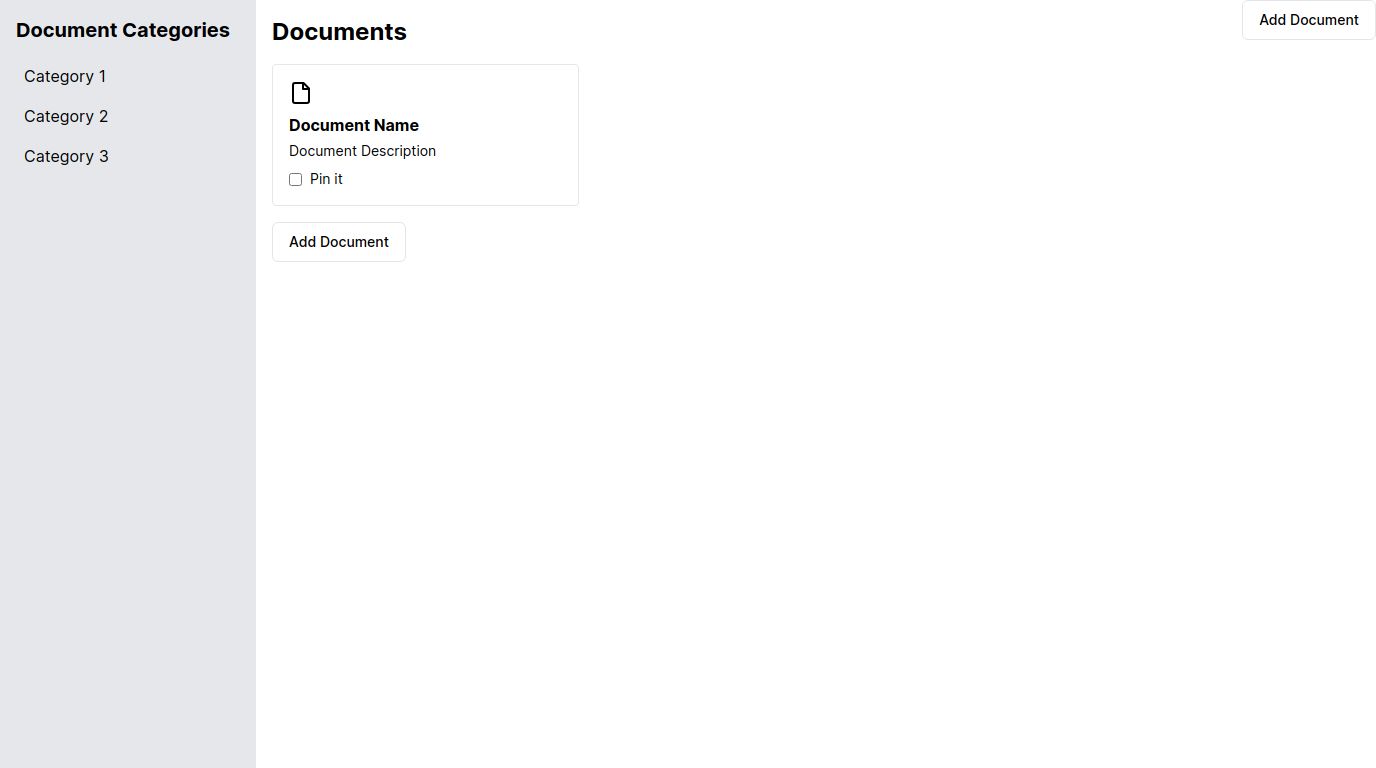 Document Categories
Category 1
Category 2
Category 3
Documents
Add Document
Document Name
Document Description
Pin it
Add Document